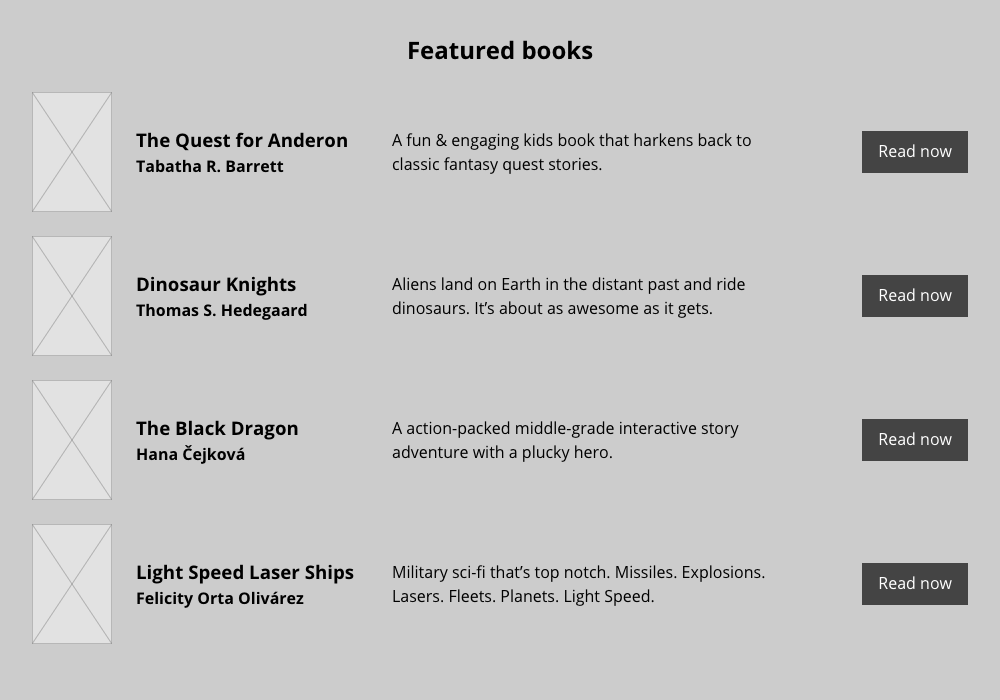 Featured books
The Quest for Anderon
Tabatha R. Barrett
A fun & engaging kids book that harkens back to
classic fantasy quest stories.
Read now
Dinosaur Knights
Thomas S. Hedegaard
Aliens land on Earth in the distant past and ride
dinosaurs. It’s about as awesome as it gets.
Read now
The Black Dragon
Hana Čejková
A action-packed middle-grade interactive story
adventure with a plucky hero.
Read now
Light Speed Laser Ships
Felicity Orta Olivárez
Military sci-fi that’s top notch. Missiles. Explosions.
Lasers. Fleets. Planets. Light Speed.
Read now